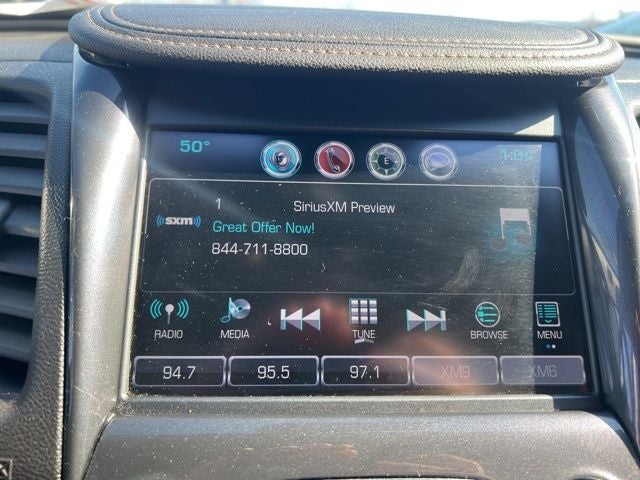 50°
E
1 SiriusXM Preview
((sxm))
Great Offer Now!
844-711-8800
RADIO MEDIA TUNE BROWSE MENU
94.7 95.5 97.1 XM9 XM6